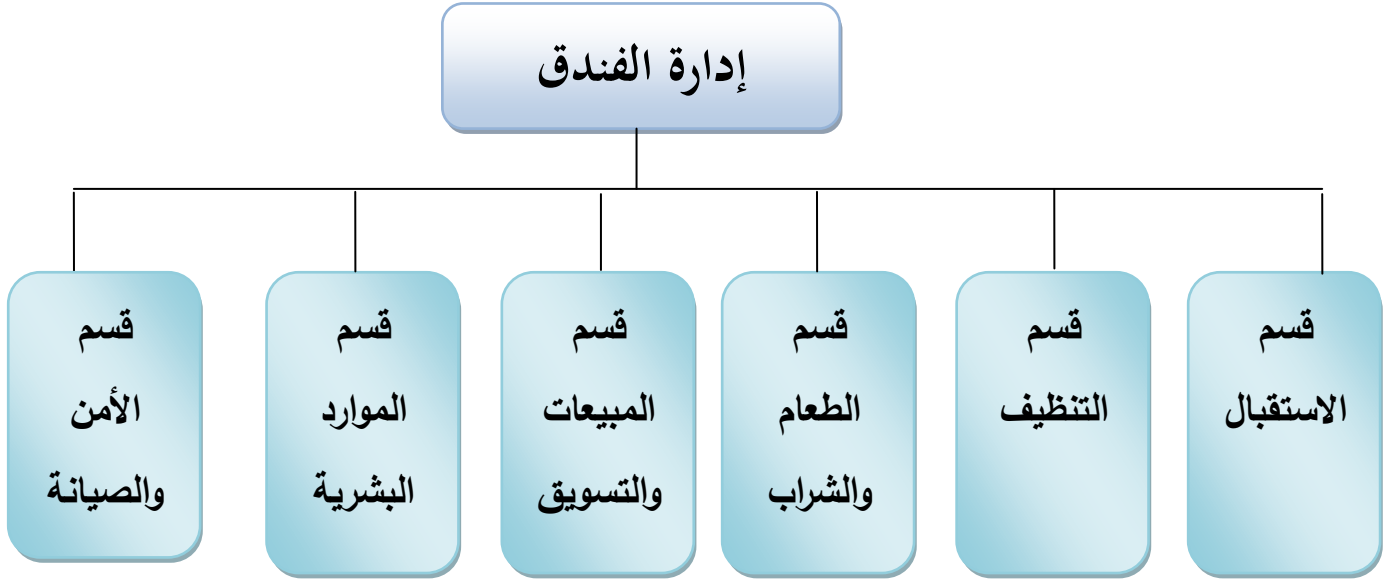 إدارة الفندق
قسم
الاستقبال
قسم
التنظيف
قسم
الطعام
والشراب
قسم
المبيعات
والتسويق
قسم
الموارد
البشرية
قسم
الأمن
والصيانة